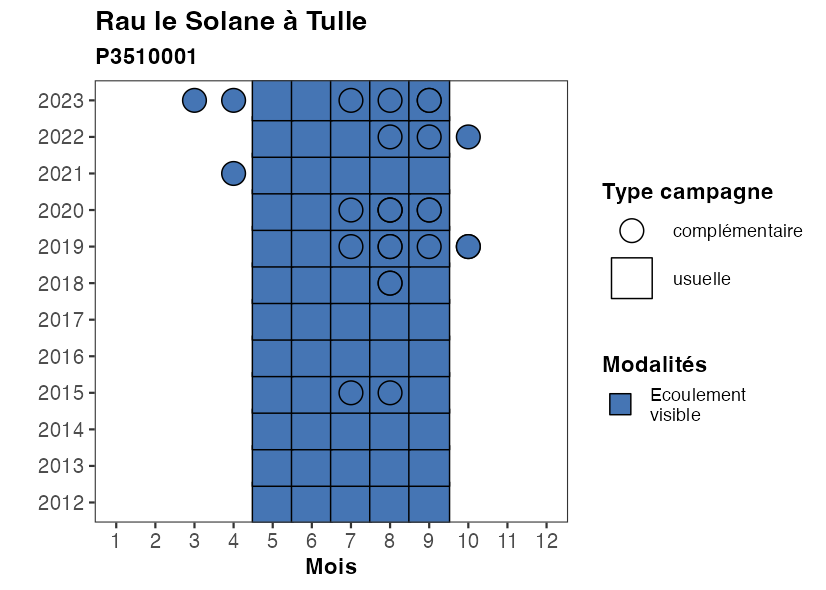 Rau le Solane à Tulle
P3510001
2023
2022
2021
2020
2019
2018
2017
2016
2015
2014
2013
2012
1 2 3 4 5 6 7 8 9 10 11 12
Mois
Type campagne
complémentaire
usuelle
Modalités
Ecoulement
visible